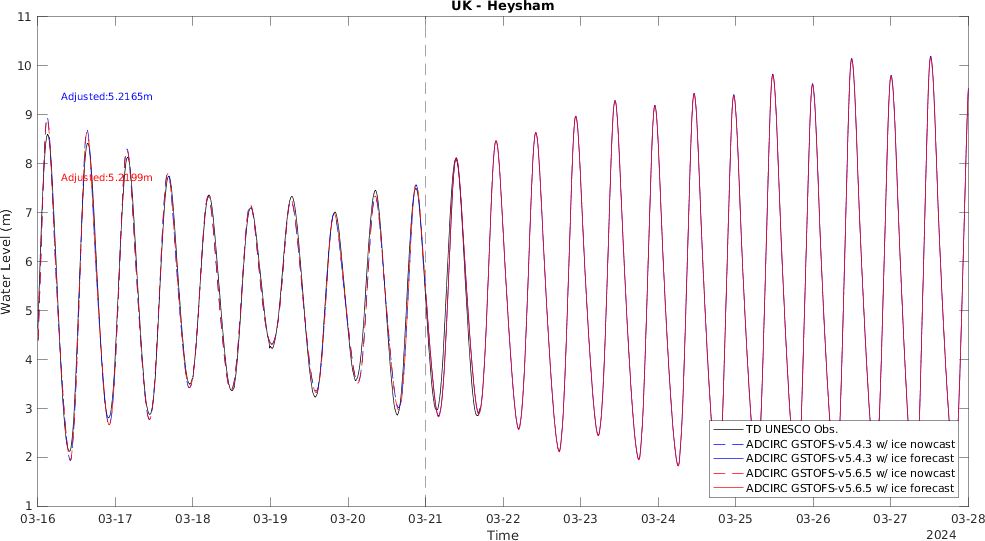 UK - Heysham
11
10
9
8
7
6
5
4
3
2
1
Water Level (m)
Adjusted:5.2165m
Adjusted:5.2199m
TD UNESCO Obs.
ADCIRC GSTOFS-v5.4.3 w/ ice nowcast
ADCIRC GSTOFS-v5.4.3 w/ ice forecast
ADCIRC GSTOFS-v5.6.5 w/ ice nowcast
ADCIRC GSTOFS-v5.6.5 w/ ice forecast
03-16 03-17 03-18 03-19 03-20 03-21 03-22 03-23 03-24 03-25 03-26 03-27 03-28
Time
2024